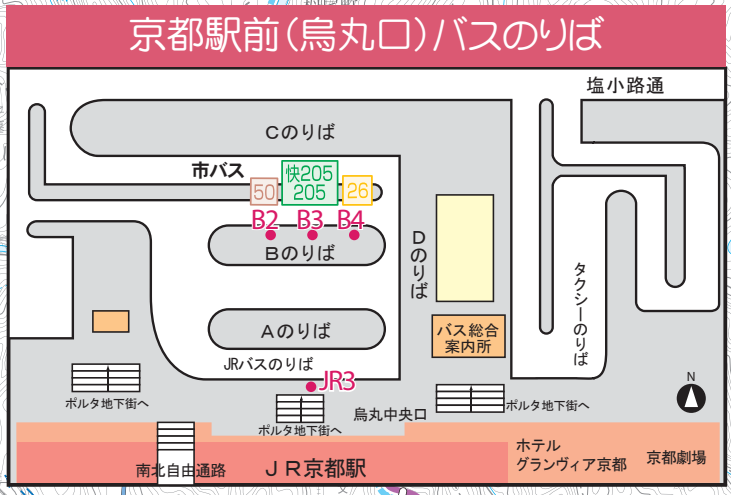 京都駅前(烏丸口)バスのりば
塩小路通
Cのりば
市バス
50
快205
205
26
B2
B3
B4
Bのりば
Dのりば
タクシーのりば
Aのりば
バス総合
案内所
JRバスのりば
JR3
N
ポルタ地下街へ
烏丸中央口
ポルタ地下街へ
ポルタ地下街へ
南北自由通路
JR京都駅
ホテル
グランヴィア京都
京都劇場